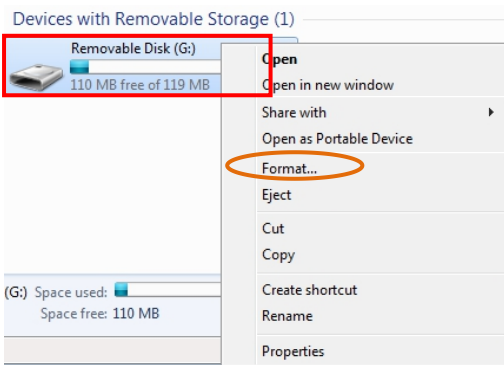 Devices with Removable Storage (1)
Removable Disk (G:)
110 MB free of 119 MB
Open
Open in new window
Share with
Open as Portable Device
Format...
Eject
Cut
Copy
Create shortcut
Rename
Properties
(G:) Space used:
Space free: 110 MB